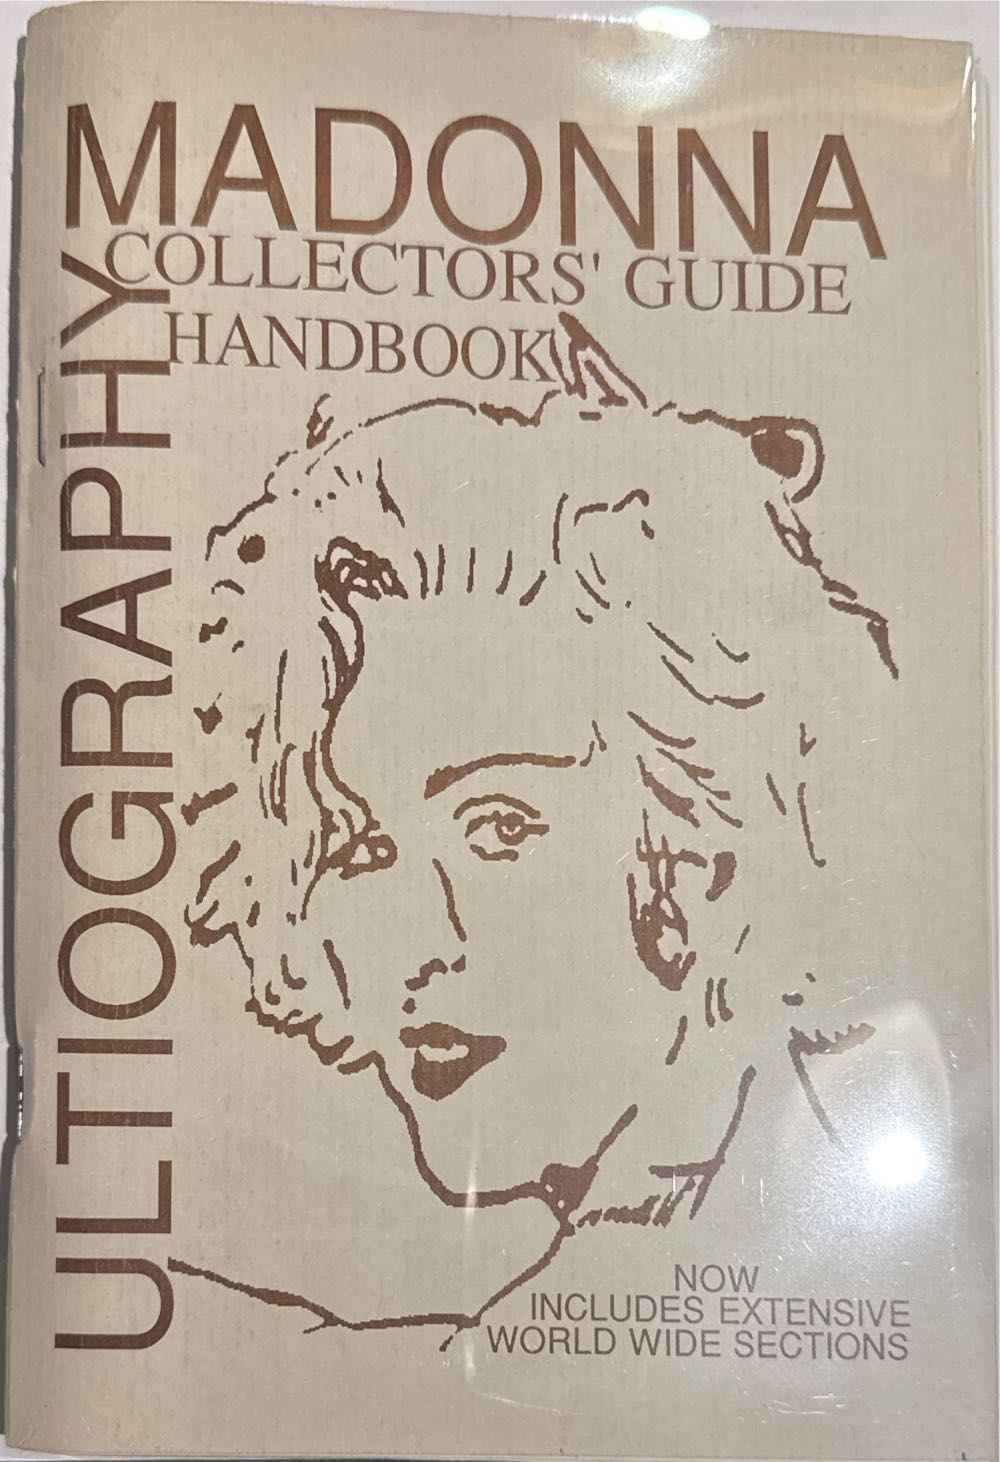 MADONNA
COLLECTORS' GUIDE
HANDBOOK
ULTIOGRAPHY
NOW
INCLUDES EXTENSIVE
WORLD WIDE SECTIONS